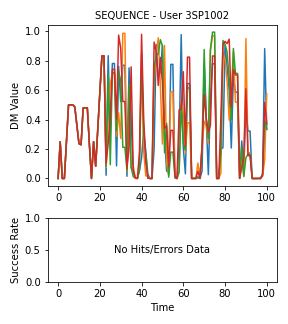 SEQUENCE - User 3SP1002
DM Value
1.0
0.8
0.6
0.4
0.2
0.0
0 20 40 60 80 100
Success Rate
1.0
0.5
0.0
No Hits/Errors Data
0 20 40 60 80 100
Time